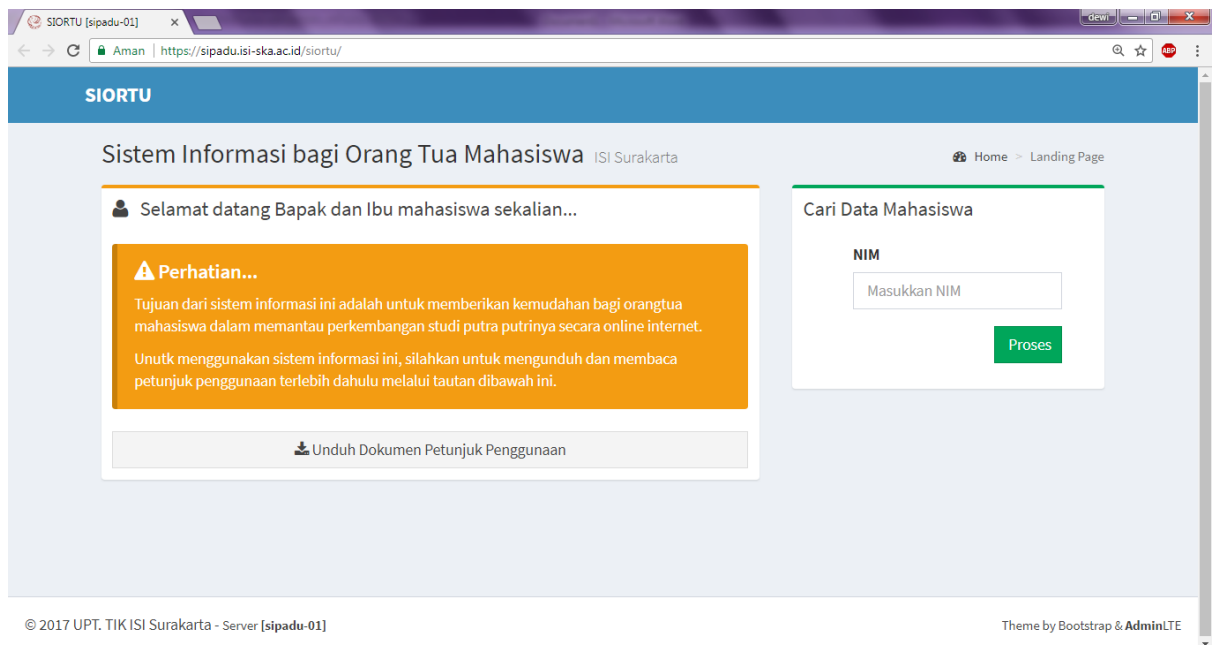 SIORTU [sipadu-01]
dewi
Aman
https://sipadu.isi-ska.ac.id/siortu/
ABP
SIORTU
Sistem Informasi bagi Orang Tua Mahasiswa ISI Surakarta
Home > Landing Page
Selamat datang Bapak dan Ibu mahasiswa sekalian...
Perhatian...
Tujuan dari sistem informasi ini adalah untuk memberikan kemudahan bagi orangtua
mahasiswa dalam memantau perkembangan studi putra putrinya secara online internet.
Unutk menggunakan sistem informasi ini, silahkan untuk mengunduh dan membaca
petunjuk penggunaan terlebih dahulu melalui tautan dibawah ini.
Unduh Dokumen Petunjuk Penggunaan
Cari Data Mahasiswa
NIM
Masukkan NIM
Proses
© 2017 UPT. TIK ISI Surakarta - Server [sipadu-01]
Theme by Bootstrap & AdminLTE